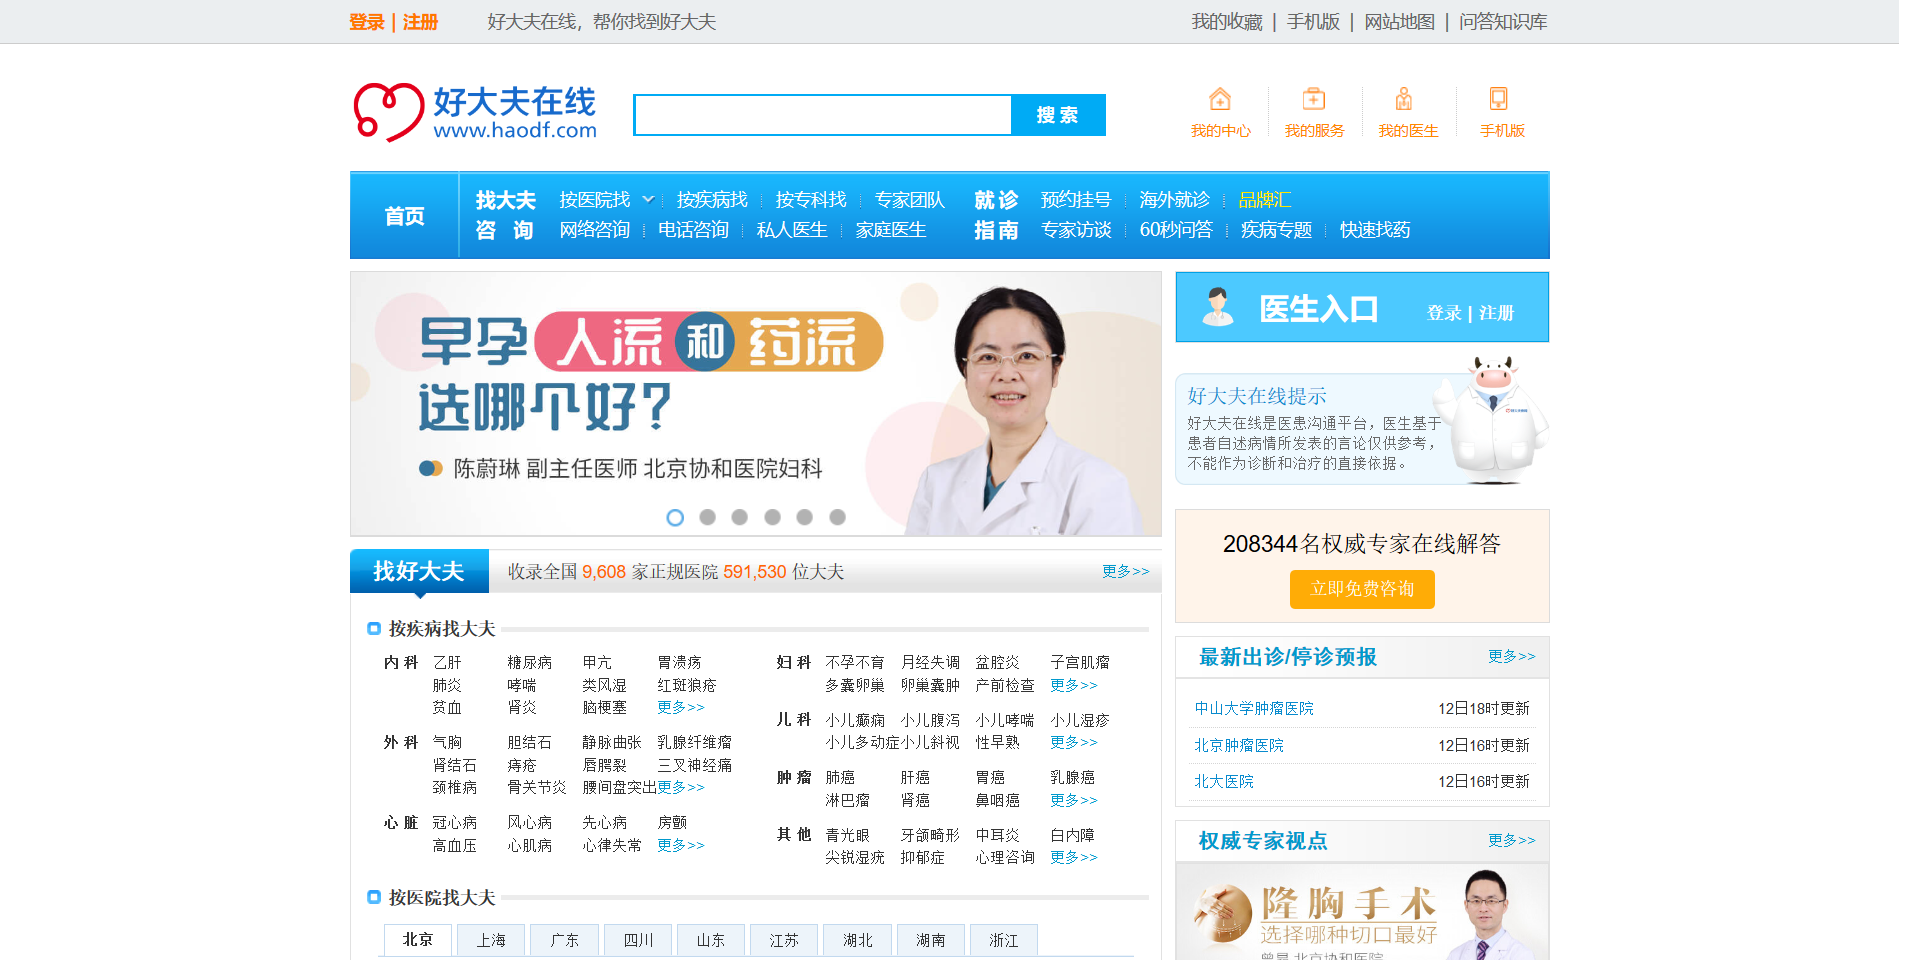 登录 | 注册 好大夫在线，帮你找到好大夫 我的收藏 | 手机版 | 网站地图 | 问答知识库
好大夫在线
www.haodf.com
搜 索
我的中心 我的服务 我的医生 手机版
首页
找大夫 按医院找 按疾病找 按专科找 专家团队 就 诊 预约挂号 海外就诊 品牌汇
咨 询 网络咨询 电话咨询 私人医生 家庭医生 指 南 专家访谈 60秒问答 疾病专题 快速找药
早孕人流和药流
选哪个好？
陈蔚琳 副主任医师 北京协和医院妇科
医生入口 登录 | 注册
好大夫在线提示
好大夫在线是医患沟通平台，医生基于
患者自述病情所发表的言论仅供参考，
不能作为诊断和治疗的直接依据。
208344名权威专家在线解答
立即免费咨询
找好大夫 收录全国 9,608 家正规医院 591,530 位大夫 更多>>
按疾病找大夫
内 科 乙肝 糖尿病 甲亢 胃溃疡
肺炎 哮喘 类风湿 红斑狼疮
贫血 肾炎 脑梗塞 更多>>
外 科 气胸 胆结石 静脉曲张 乳腺纤维瘤
肾结石 痔疮 唇腭裂 三叉神经痛
颈椎病 骨关节炎 腰间盘突出 更多>>
心 脏 冠心病 风心病 先心病 房颤
高血压 心肌病 心律失常 更多>>
妇 科 不孕不育 月经失调 盆腔炎 子宫肌瘤
多囊卵巢 卵巢囊肿 产前检查 更多>>
儿 科 小儿癫痫 小儿腹泻 小儿哮喘 小儿湿疹
小儿多动症 小儿斜视 性早熟 更多>>
肿 瘤 肺癌 肝癌 胃癌 乳腺癌
淋巴瘤 肾癌 鼻咽癌 更多>>
其 他 青光眼 牙颌畸形 中耳炎 白内障
尖锐湿疣 抑郁症 心理咨询 更多>>
按医院找大夫
北京 上海 广东 四川 山东 江苏 湖北 湖南 浙江
最新出诊/停诊预报 更多>>
中山大学肿瘤医院 12日18时更新
北京肿瘤医院 12日16时更新
北大医院 12日16时更新
权威专家视点 更多>>
隆胸手术
选择哪种切口最好